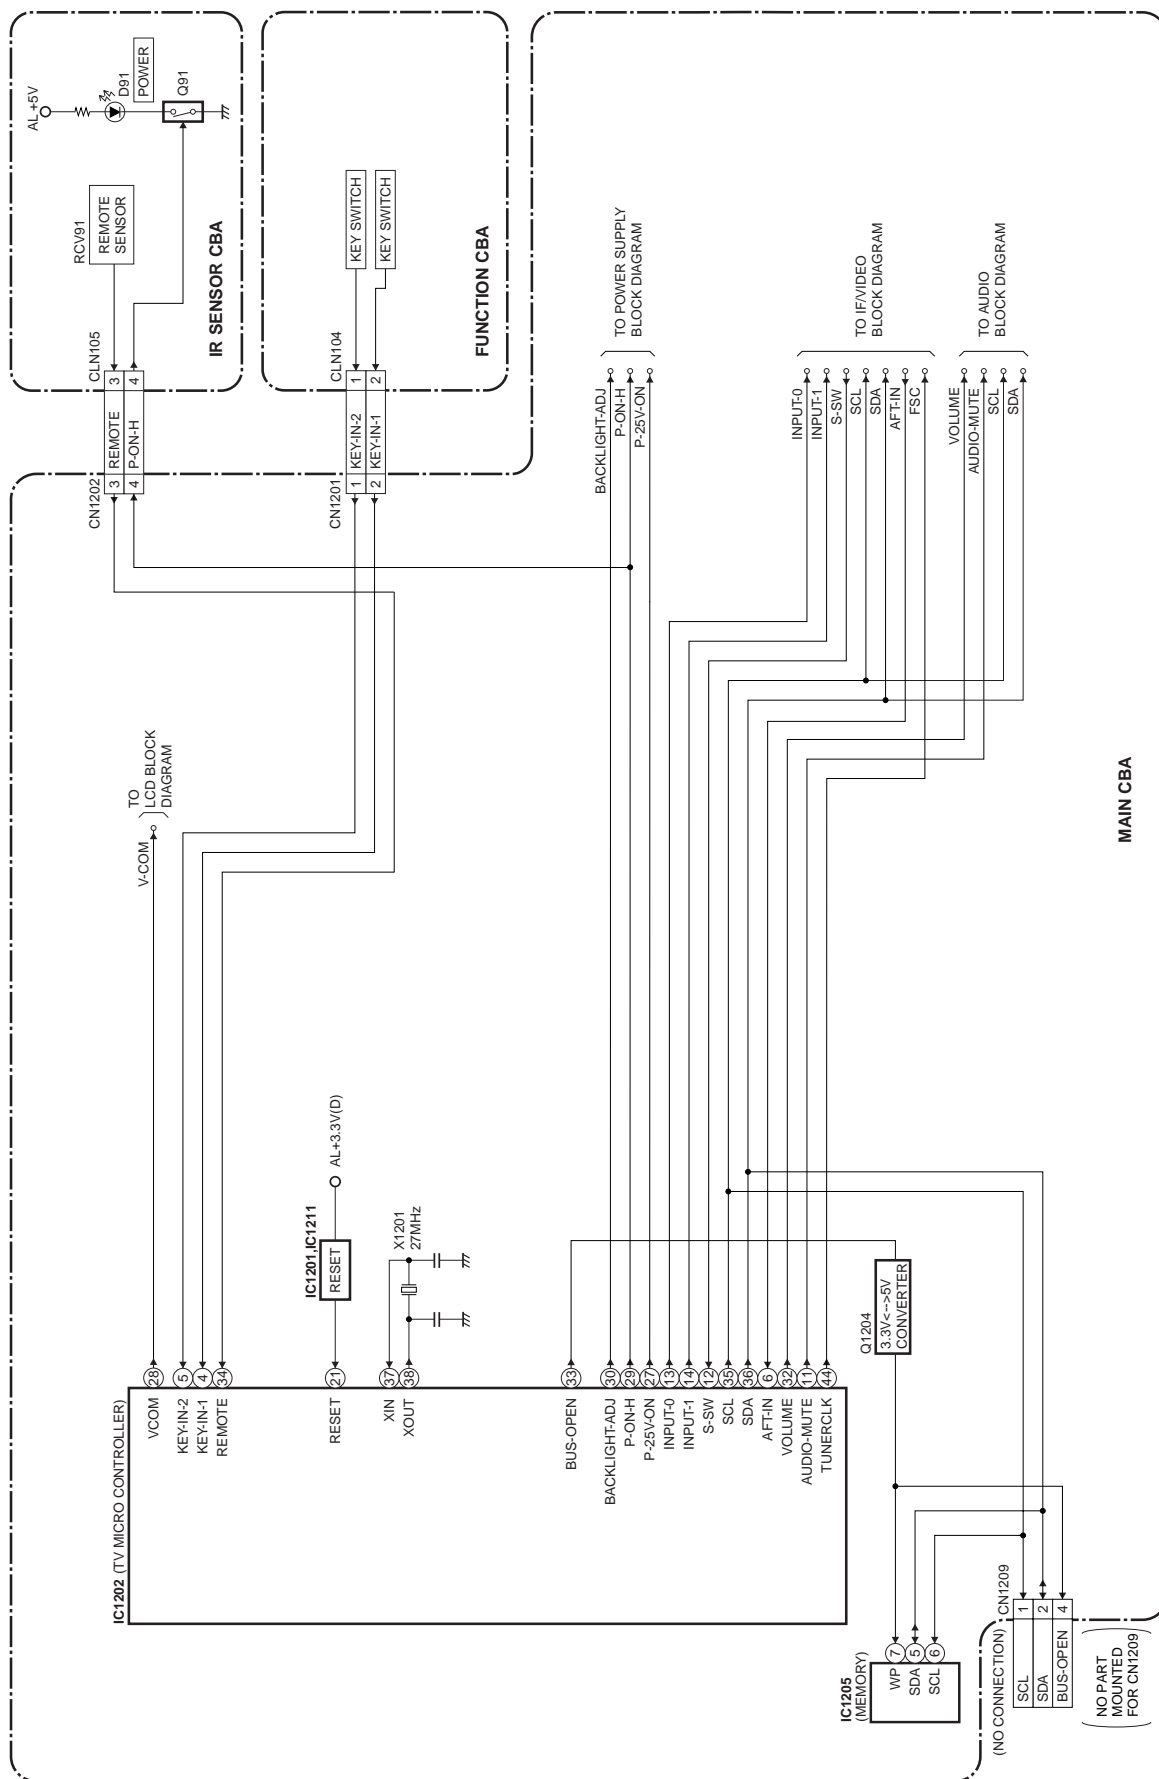 AL+5V
D91
POWER
Q91
RCV91
REMOTE
SENSOR
IR SENSOR CBA
CLN105
3
4
REMOTE
P-ON-H
3
4
CN1202
KEY SWITCH
KEY SWITCH
FUNCTION CBA
CLN104
1
2
KEY-IN-2
KEY-IN-1
1
2
CN1201
TO POWER SUPPLY
BLOCK DIAGRAM
BACKLIGHT-ADJ
P-ON-H
P-25V-ON
TO IF/VIDEO
BLOCK DIAGRAM
INPUT-0
INPUT-1
S-SW
SCL
SDA
AFT-IN
FSC
TO AUDIO
BLOCK DIAGRAM
VOLUME
AUDIO-MUTE
SCL
SDA
TO
LCD BLOCK
DIAGRAM
V-COM
MAIN CBA
AL+3.3V(D)
IC1201,IC1211
RESET
X1201
27MHz
Q1204
3.3V<-->5V
CONVERTER
IC1202 (TV MICRO CONTROLLER)
28 VCOM
5 KEY-IN-2
4 KEY-IN-1
34 REMOTE
21 RESET
37 XIN
38 XOUT
33 BUS-OPEN
30 BACKLIGHT-ADJ
29 P-ON-H
27 P-25V-ON
13 INPUT-0
14 INPUT-1
12 S-SW
35 SCL
36 SDA
6 AFT-IN
32 VOLUME
11 AUDIO-MUTE
44 TUNERCLK
IC1205
(MEMORY)
7 WP
5 SDA
6 SCL
CN1209
(NO CONNECTION)
1 SCL
2 SDA
4 BUS-OPEN
NO PART
MOUNTED
FOR CN1209